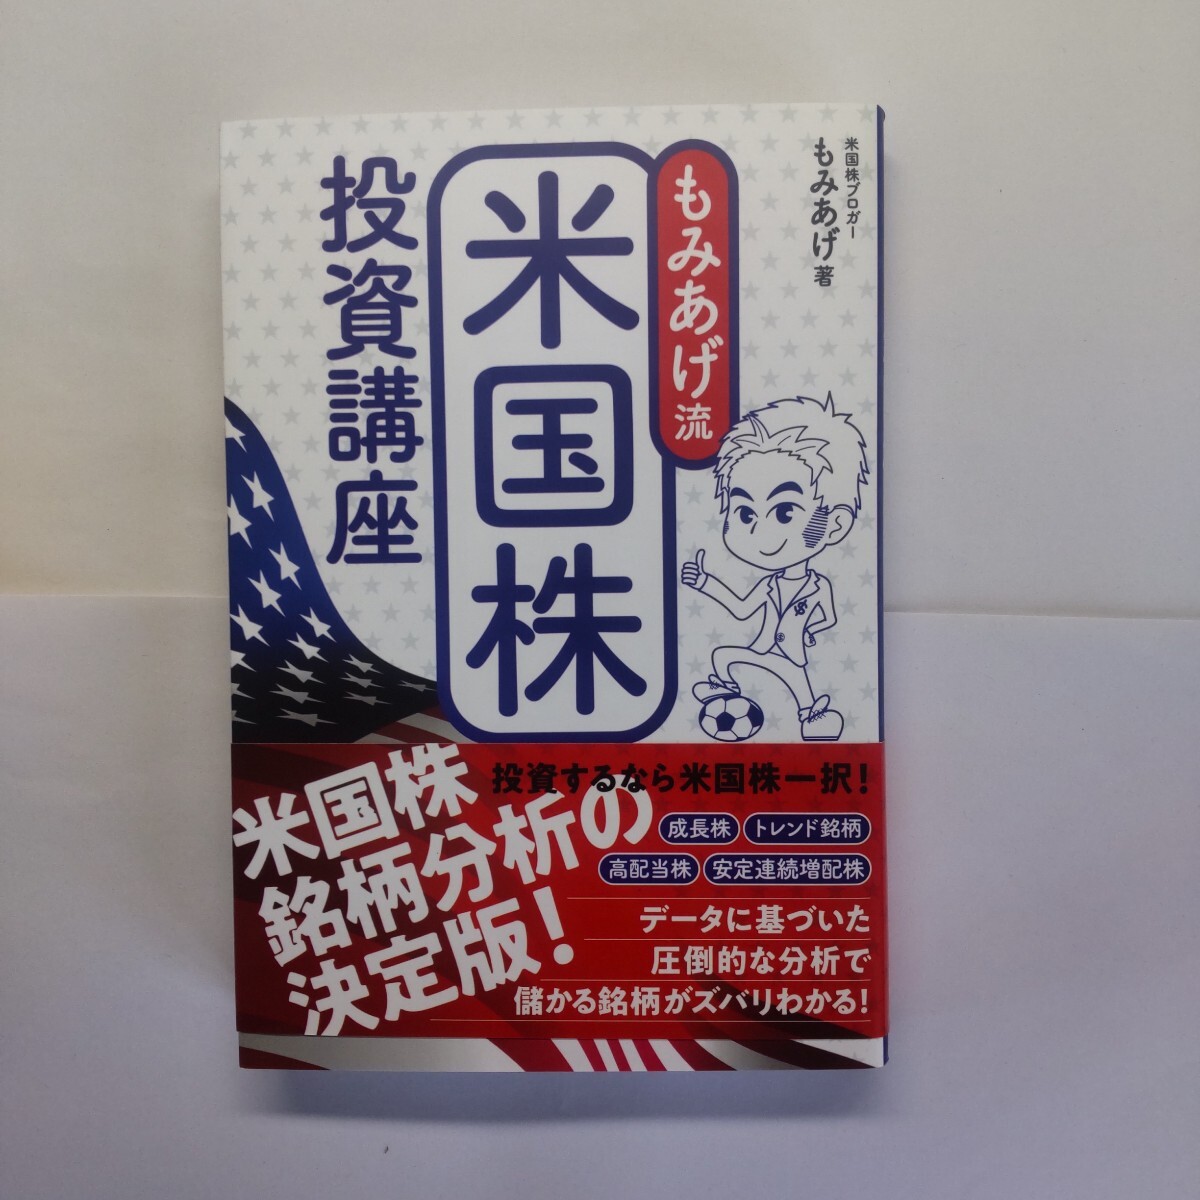 米国株ブロガー
もみあげ 著
もみあげ流
米国株
投資講座
投資するなら米国株一択！
米国株
銘柄分析の
決定版！
成長株 トレンド銘柄
高配当株 安定連続増配株
データに基づいた
圧倒的な分析で
儲かる銘柄がズバリわかる！